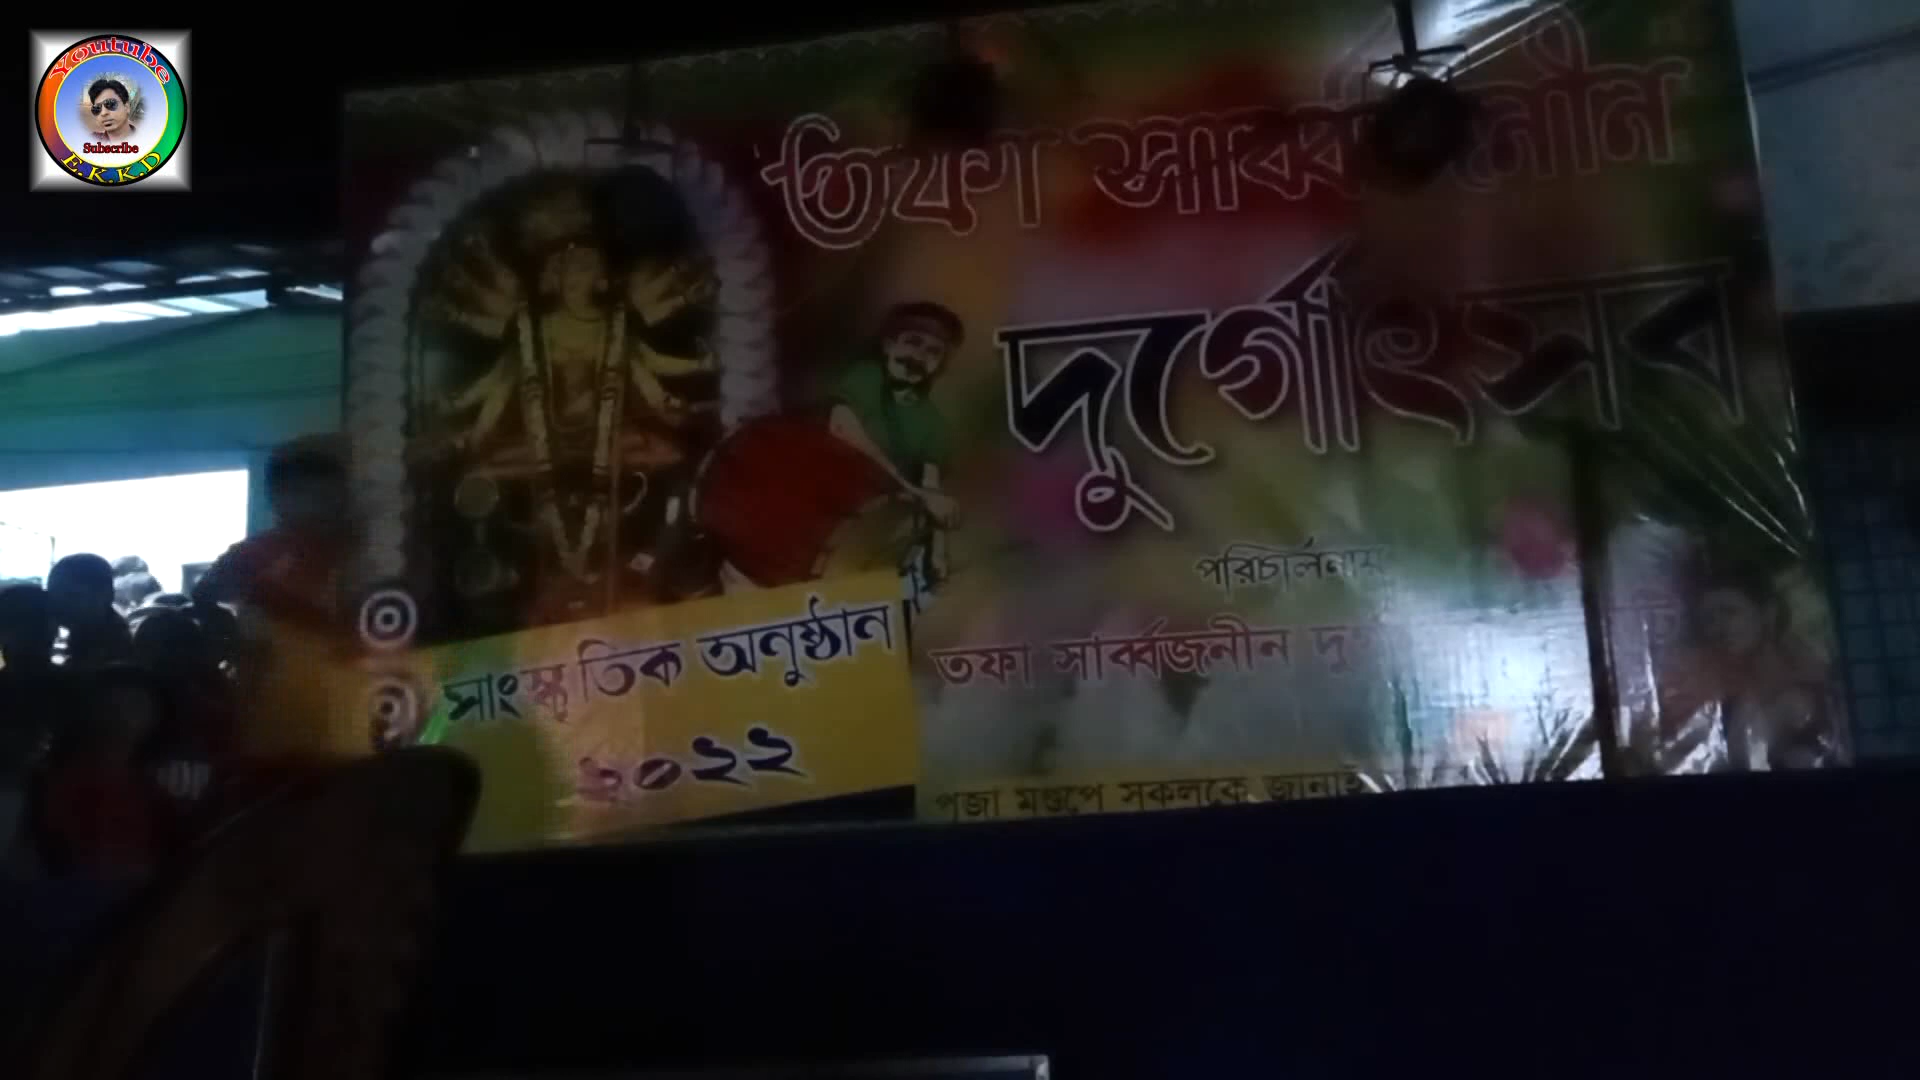 Youtube
Subscribe
E.K.K.D
তফা সার্ব্বজনীন
দুর্গোৎসব
পরিচালনায়
তফা সার্ব্বজনীন
সাংস্কৃতিক অনুষ্ঠান
২০২২
পূজা মণ্ডপে সকলকে জানাই